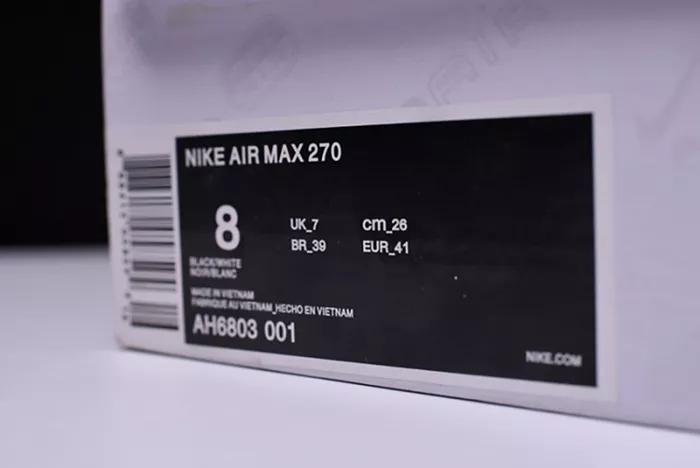 NIKE AIR MAX 270
8
UK_7 cm_26
BR_39 EUR_41
BLACK/WHITE
NOIR/BLANC
MADE IN VIETNAM
FABRIQUE AU VIETNAM_HECHO EN VIETNAM
AH6803 001
NIKE.COM